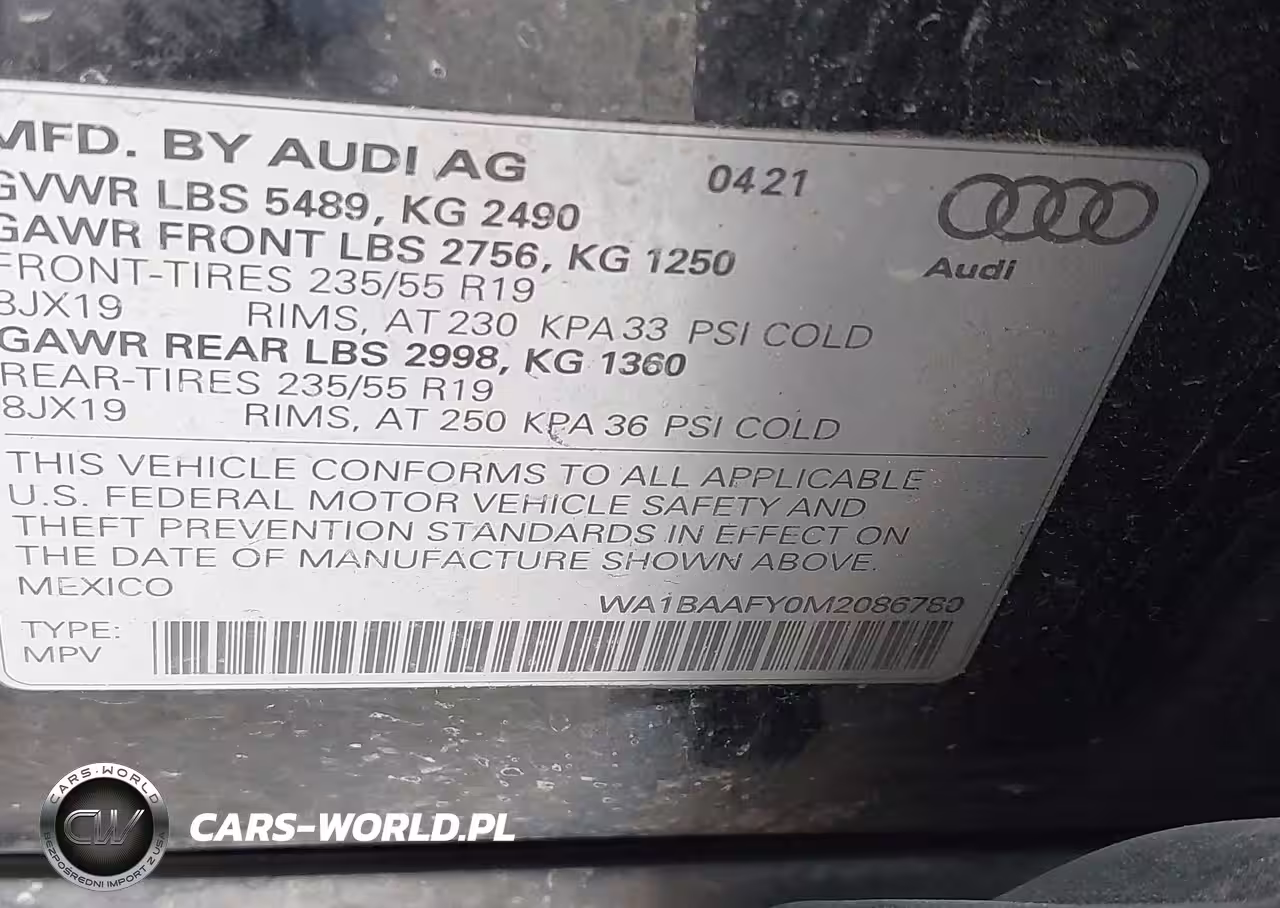 MFD. BY AUDI AG 0421
GVWR LBS 5489, KG 2490
GAWR FRONT LBS 2756, KG 1250
FRONT-TIRES 235/55 R19
8JX19 RIMS, AT 230 KPA 33 PSI COLD
GAWR REAR LBS 2998, KG 1360
REAR-TIRES 235/55 R19
8JX19 RIMS, AT 250 KPA 36 PSI COLD
Audi
THIS VEHICLE CONFORMS TO ALL APPLICABLE
U.S. FEDERAL MOTOR VEHICLE SAFETY AND
THEFT PREVENTION STANDARDS IN EFFECT ON
THE DATE OF MANUFACTURE SHOWN ABOVE.
MEXICO
WA1BAAFY0M2086780
TYPE:
MPV
CARS-WORLD
CW
BEZPOŚREDNI IMPORT Z USA
CARS-WORLD.PL